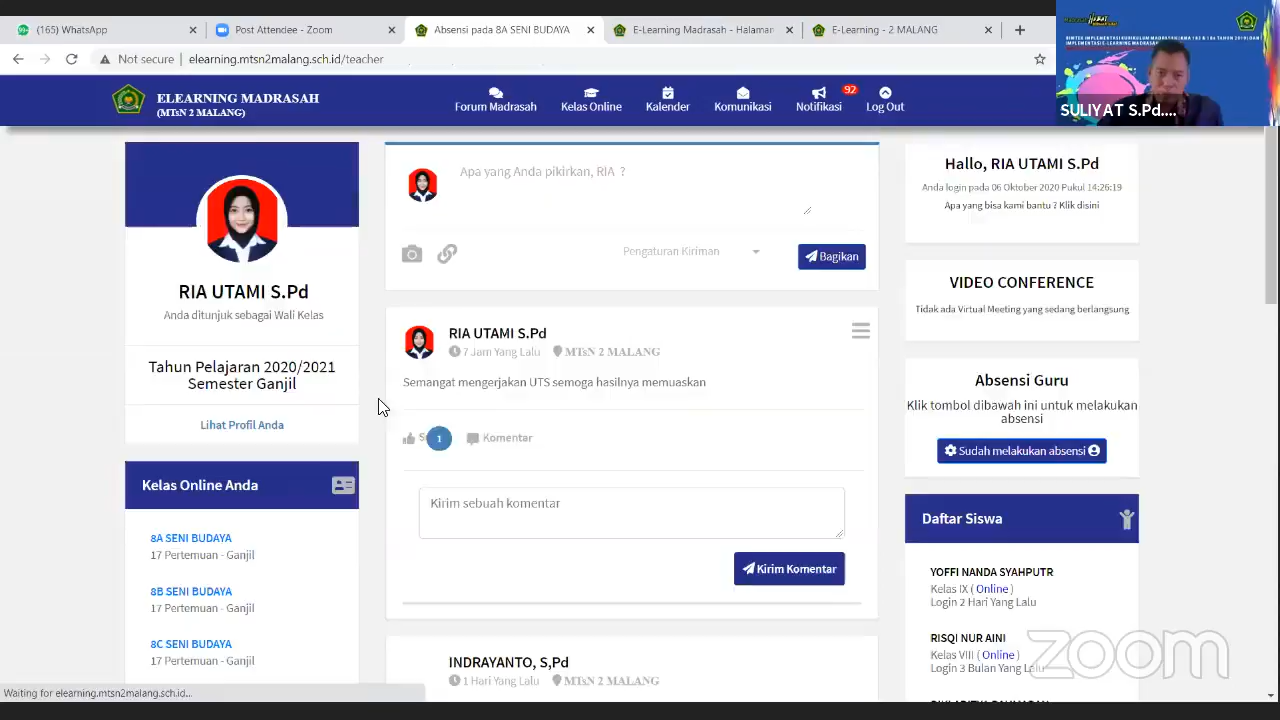 (165) WhatsApp
Post Attendee - Zoom
Absensi pada 8A SENI BUDAYA
E-Learning Madrasah - Halaman
E-Learning - 2 MALANG
Not secure
elearning.mtsn2malang.sch.id/teacher
SULIYAT S.Pd....
ELEARNING MADRASAH
(MTsN 2 MALANG)
Forum Madrasah
Kelas Online
Kalender
Komunikasi
Notifikasi
92
Log Out
RIA UTAMI S.Pd
Anda ditunjuk sebagai Wali Kelas
Tahun Pelajaran 2020/2021
Semester Ganjil
Lihat Profil Anda
Kelas Online Anda
8A SENI BUDAYA
17 Pertemuan - Ganjil
8B SENI BUDAYA
17 Pertemuan - Ganjil
8C SENI BUDAYA
17 Pertemuan - Ganjil
Waiting for elearning.mtsn2malang.sch.id...
Apa yang Anda pikirkan, RIA ?
Pengaturan Kiriman
Bagikan
RIA UTAMI S.Pd
7 Jam Yang Lalu
MTsN 2 MALANG
Semangat mengerjakan UTS semoga hasilnya memuaskan
S
1
Komentar
Kirim sebuah komentar
Kirim Komentar
INDRAYANTO, S,Pd
1 Hari Yang Lalu
MTsN 2 MALANG
Hallo, RIA UTAMI S.Pd
Anda login pada 06 Oktober 2020 Pukul 14:26:19
Apa yang bisa kami bantu ? Klik disini
VIDEO CONFERENCE
Tidak ada Virtual Meeting yang sedang berlangsung
Absensi Guru
Klik tombol dibawah ini untuk melakukan
absensi
Sudah melakukan absensi
Daftar Siswa
YOFFI NANDA SYAHPUTR
Kelas IX ( Online )
Login 2 Hari Yang Lalu
RISQI NUR AINI
Kelas VIII ( Online )
Login 3 Bulan Yang Lalu
zoom